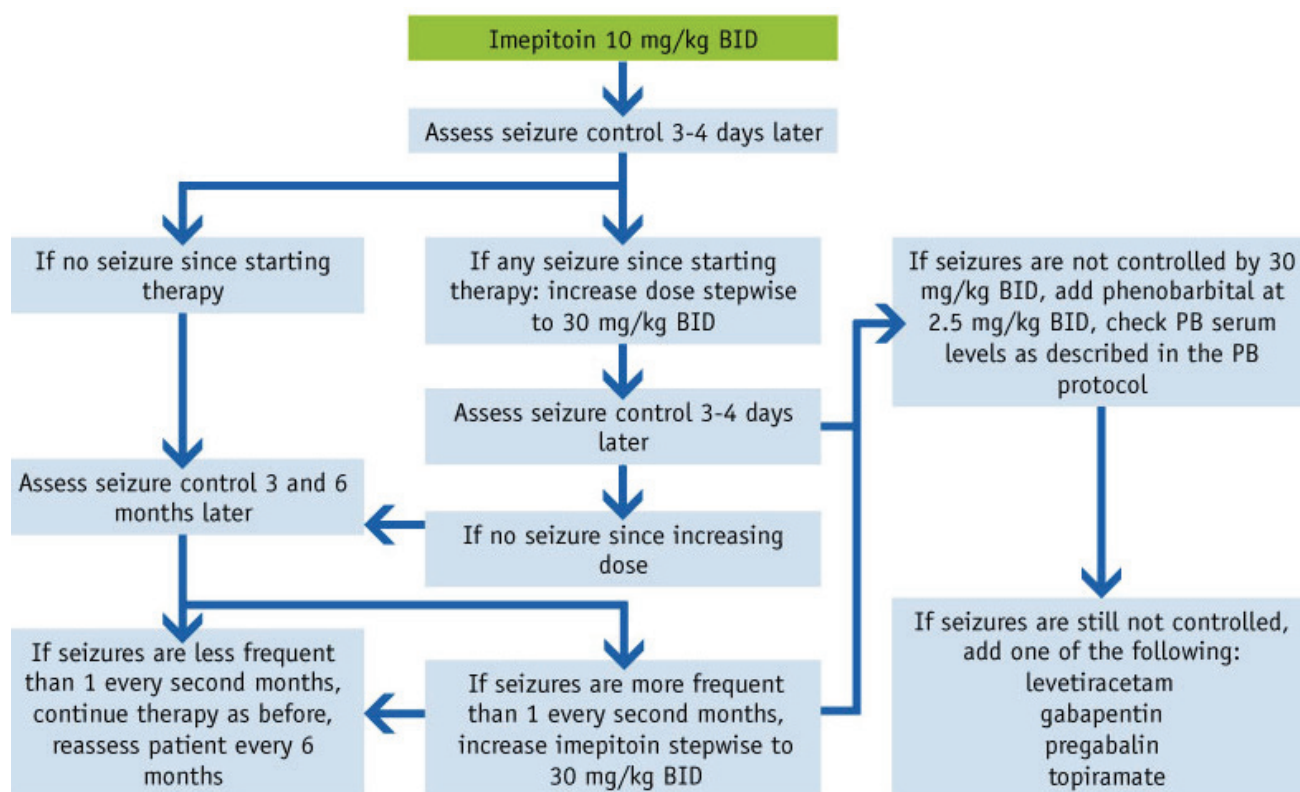 Imepitoin 10 mg/kg BID
Assess seizure control 3-4 days later
If no seizure since starting
therapy
If any seizure since starting
therapy: increase dose stepwise
to 30 mg/kg BID
If seizures are not controlled by 30
mg/kg BID, add phenobarbital at
2.5 mg/kg BID, check PB serum
levels as described in the PB
protocol
Assess seizure control 3-4 days
later
Assess seizure control 3 and 6
months later
If no seizure since increasing
dose
If seizures are less frequent
than 1 every second months,
continue therapy as before,
reassess patient every 6
months
If seizures are more frequent
than 1 every second months,
increase imepitoin stepwise to
30 mg/kg BID
If seizures are still not controlled,
add one of the following:
levetiracetam
gabapentin
pregabalin
topiramate